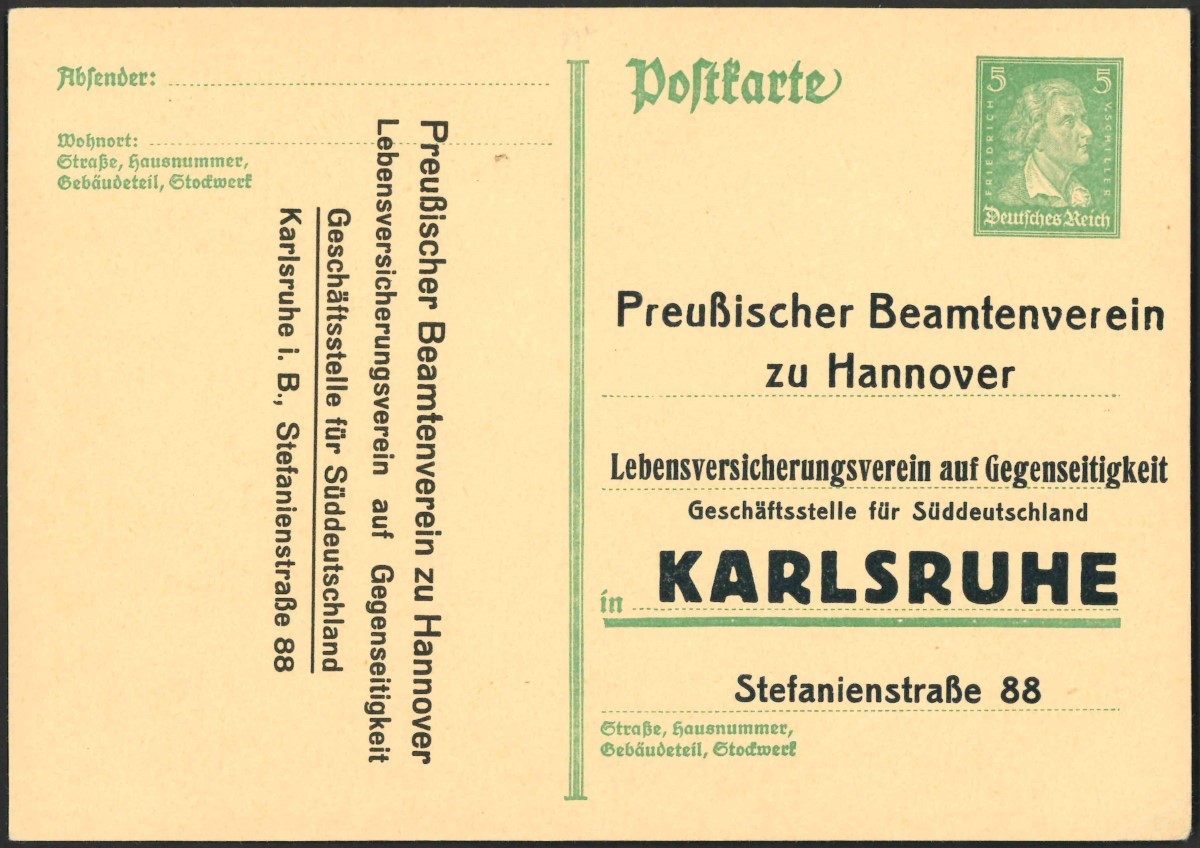 Absender:
Wohnort:
Straße, Hausnummer,
Gebäudeteil, Stockwerk
Preußischer Beamtenverein zu Hannover
Lebensversicherungsverein auf Gegenseitigkeit
Geschäftsstelle für Süddeutschland
Karlsruhe i. B., Stefanienstraße 88
Postkarte
5 5
FRIEDRICH V. SCHILLER
Deutsches Reich
Preußischer Beamtenverein
zu Hannover
Lebensversicherungsverein auf Gegenseitigkeit
Geschäftsstelle für Süddeutschland
in KARLSRUHE
Stefanienstraße 88
Straße, Hausnummer,
Gebäudeteil, Stockwerk